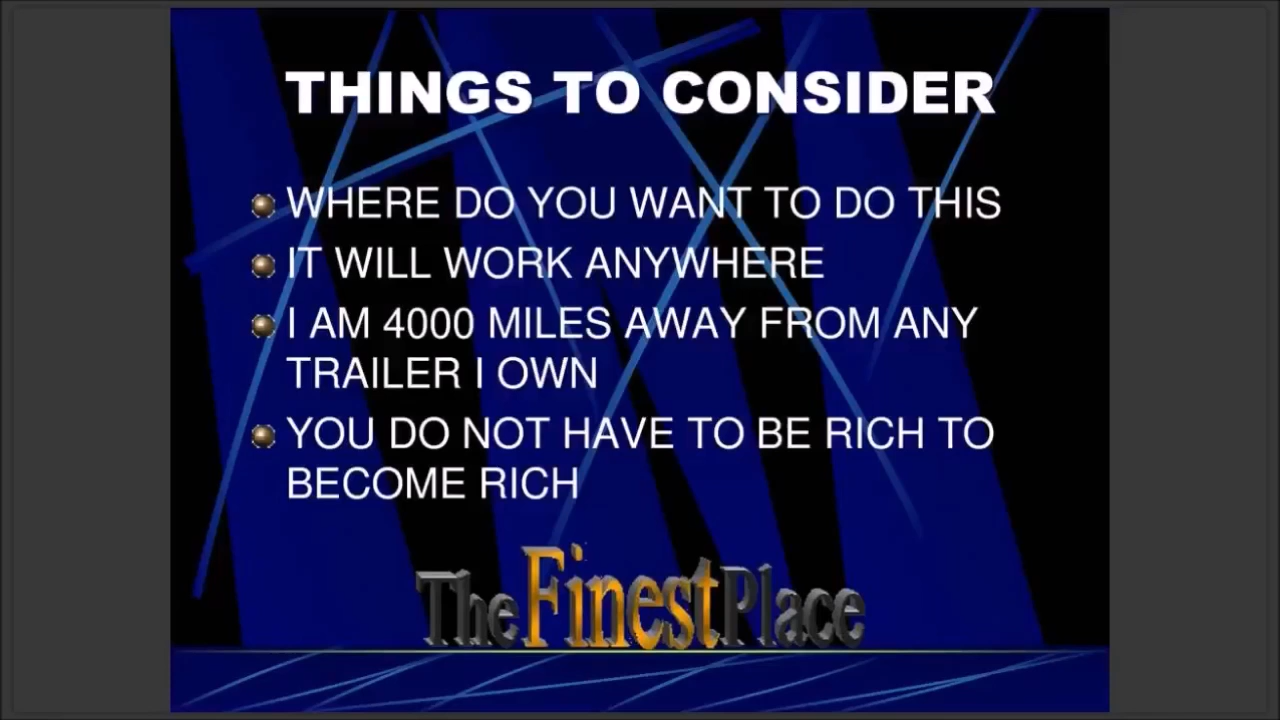 THINGS TO CONSIDER
WHERE DO YOU WANT TO DO THIS
IT WILL WORK ANYWHERE
I AM 4000 MILES AWAY FROM ANY
TRAILER I OWN
YOU DO NOT HAVE TO BE RICH TO
BECOME RICH
The Finest Place